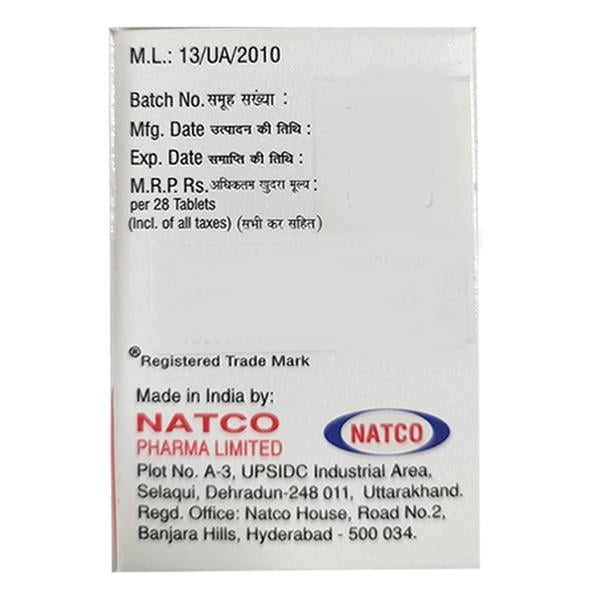 M.L.: 13/UA/2010
Batch No. समूह सख्या :
Mfg. Date उत्पादन की तिथि :
Exp. Date समाप्ति की तिथि :
M.R.P. Rs. अधिकतम खुदरा मूल्य :
per 28 Tablets
(Incl. of all taxes) (सभी कर सहित)
®Registered Trade Mark
Made in India by:
NATCO
PHARMA LIMITED
NATCO
Plot No. A-3, UPSIDC Industrial Area,
Selaqui, Dehradun-248 011, Uttarakhand.
Regd. Office: Natco House, Road No.2,
Banjara Hills, Hyderabad - 500 034.